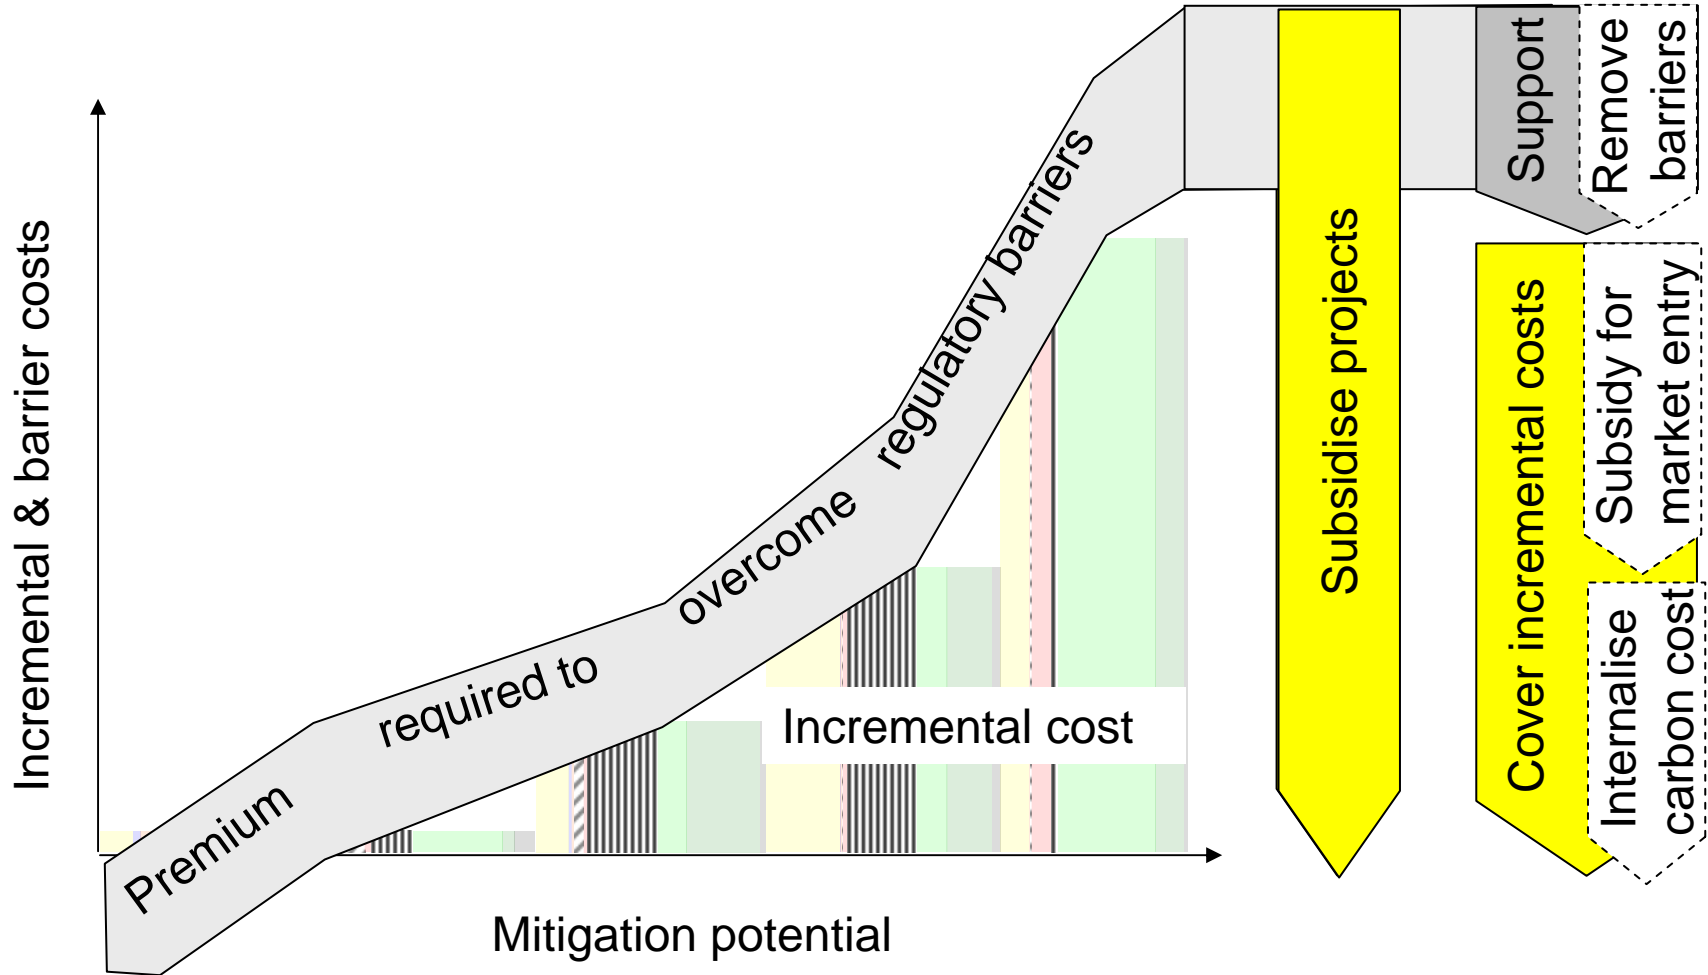 Incremental & barrier costs
Premium required to overcome regulatory barriers
Incremental cost
Mitigation potential
Subsidise projects
Support
Remove
barriers
Cover incremental costs
Subsidy for
market entry
Internalise
carbon cost